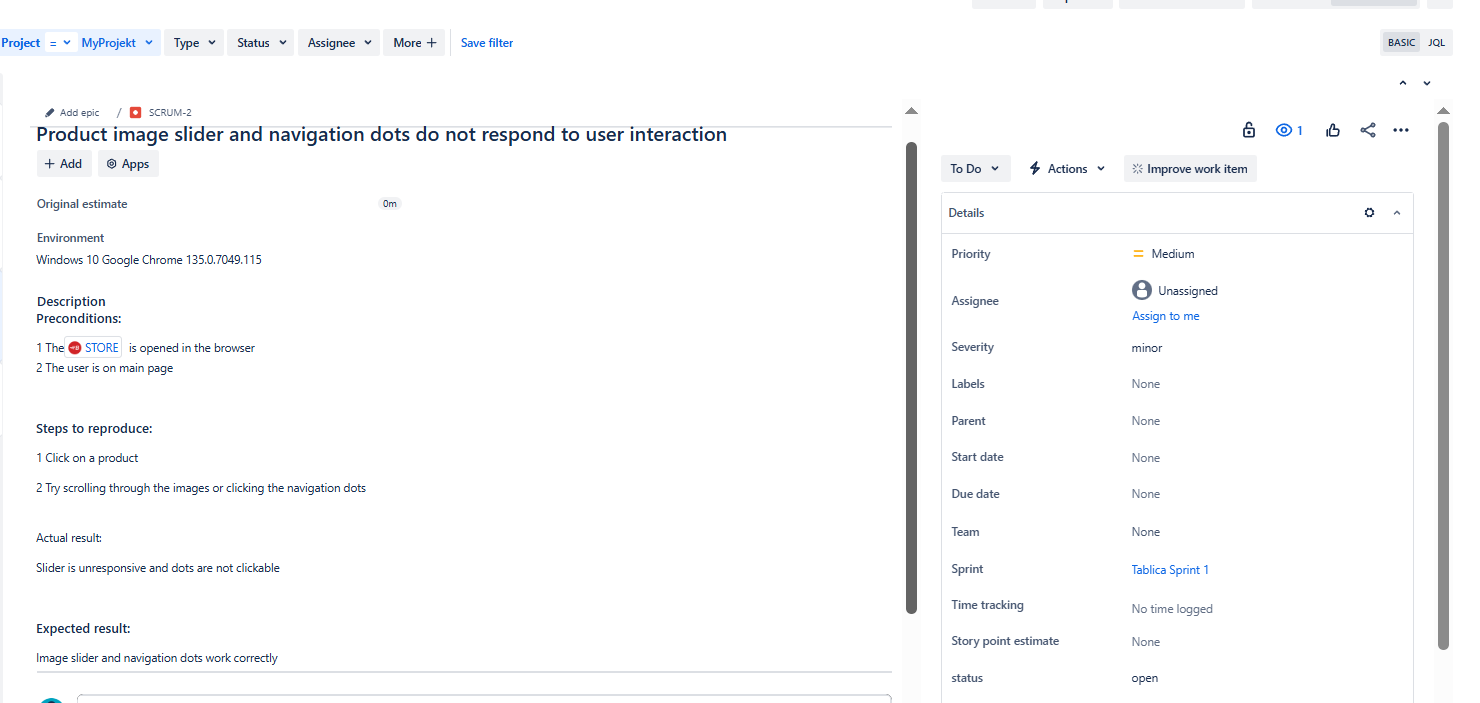 Project = MyProjekt Type Status Assignee More + Save filter BASIC JQL
Add epic / SCRUM-2
Product image slider and navigation dots do not respond to user interaction
+ Add Apps
Original estimate 0m
Environment
Windows 10 Google Chrome 135.0.7049.115
Description
Preconditions:
1 The STORE is opened in the browser
2 The user is on main page
Steps to reproduce:
1 Click on a product
2 Try scrolling through the images or clicking the navigation dots
Actual result:
Slider is unresponsive and dots are not clickable
Expected result:
Image slider and navigation dots work correctly
1
To Do Actions Improve work item
Details
Priority Medium
Assignee Unassigned
Assign to me
Severity minor
Labels None
Parent None
Start date None
Due date None
Team None
Sprint Tablica Sprint 1
Time tracking No time logged
Story point estimate None
status open